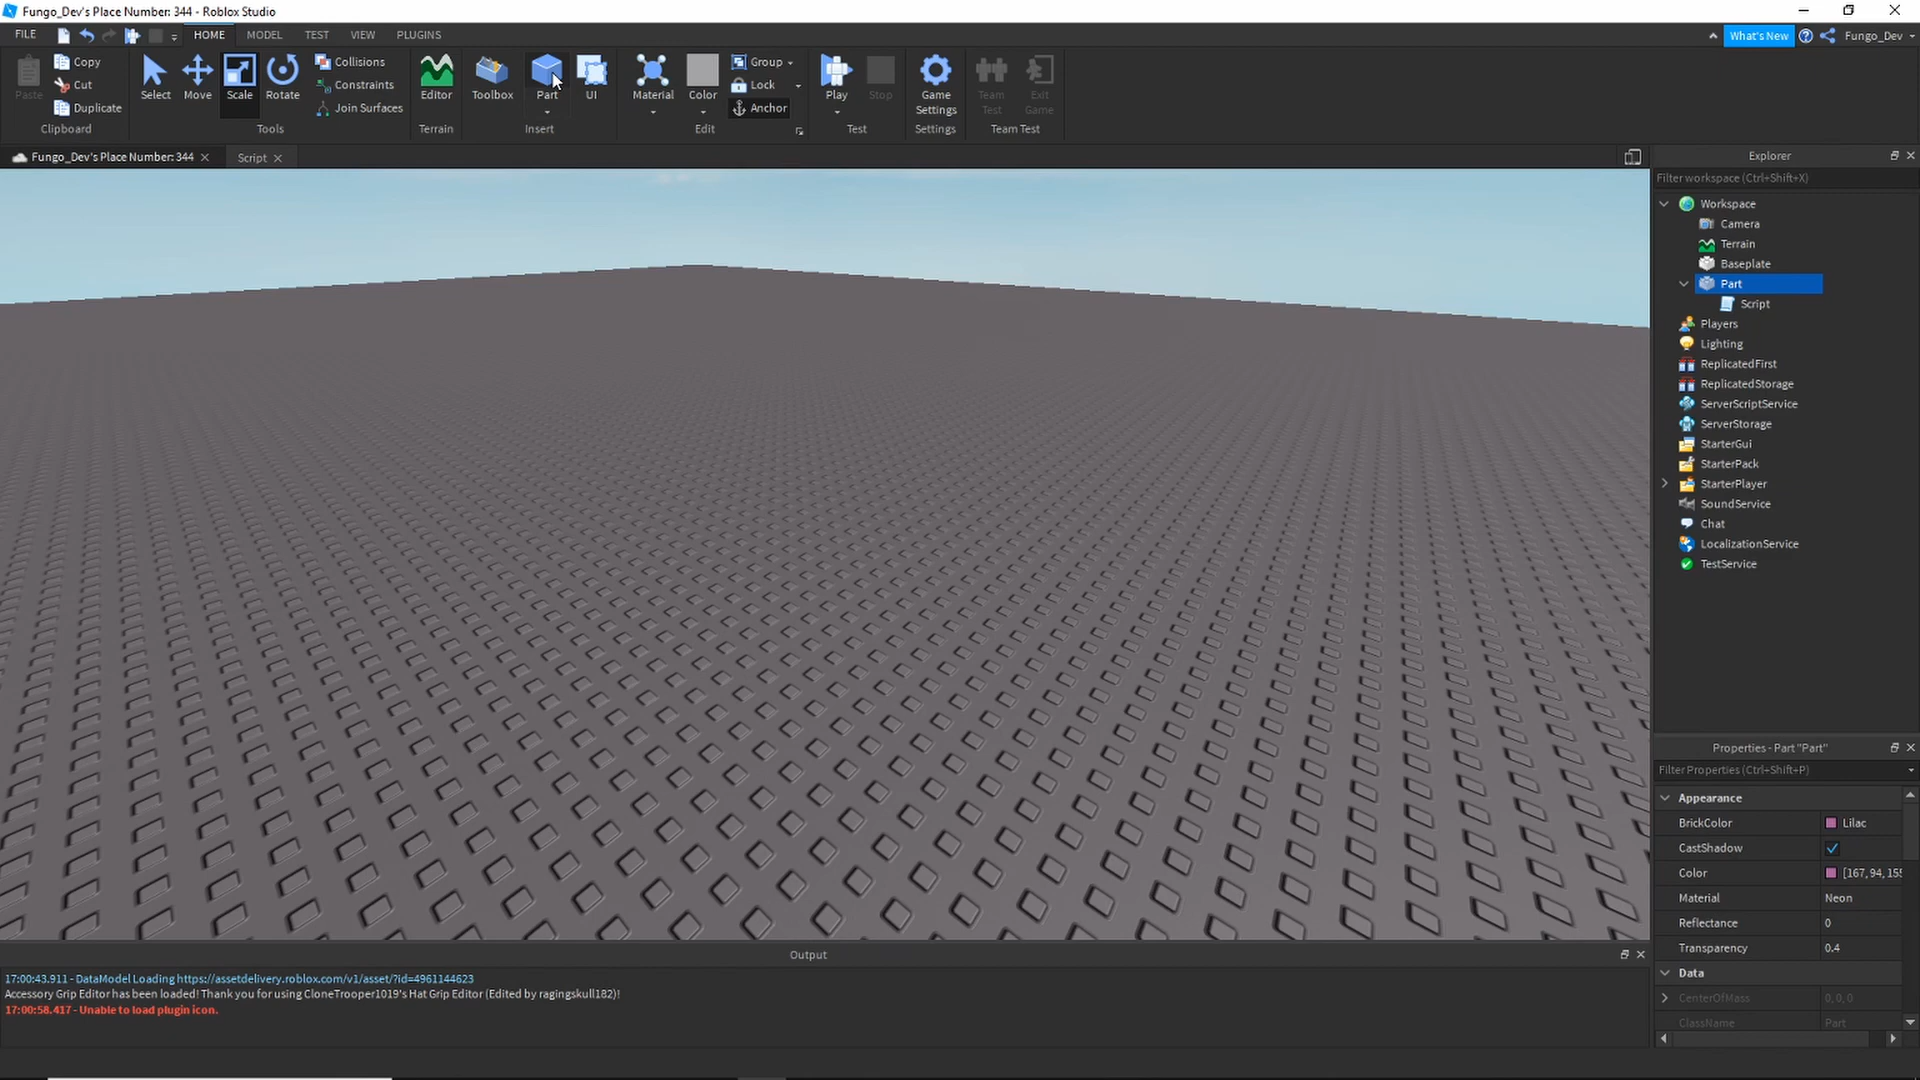 Fungo_Dev's Place Number: 344 - Roblox Studio
FILE HOME MODEL TEST VIEW PLUGINS What's New Fungo_Dev
Paste Copy Cut Duplicate Clipboard
Select Move Scale Rotate Collisions Constraints Join Surfaces Tools
Editor Terrain
Toolbox Part UI Insert
Material Color Group Lock Anchor Edit
Play Stop Test
Game Settings Settings
Team Test Exit Game Team Test
Fungo_Dev's Place Number: 344 Script
Explorer
Filter workspace (Ctrl+Shift+X)
Workspace
Camera
Terrain
Baseplate
Part
Script
Players
Lighting
ReplicatedFirst
ReplicatedStorage
ServerScriptService
ServerStorage
StarterGui
StarterPack
StarterPlayer
SoundService
Chat
LocalizationService
TestService
Properties - Part "Part"
Filter Properties (Ctrl+Shift+P)
Appearance
BrickColor Lilac
CastShadow
Color [167, 94, 155
Material Neon
Reflectance 0
Transparency 0.4
Data
CenterOfMass 0, 0, 0
ClassName Part
Output
17:00:43.911 - DataModel Loading https://assetdelivery.roblox.com/v1/asset/?id=4961144623
Accessory Grip Editor has been loaded! Thank you for using CloneTrooper1019's Hat Grip Editor (Edited by ragingskull182)!
17:00:58.417 - Unable to load plugin icon.